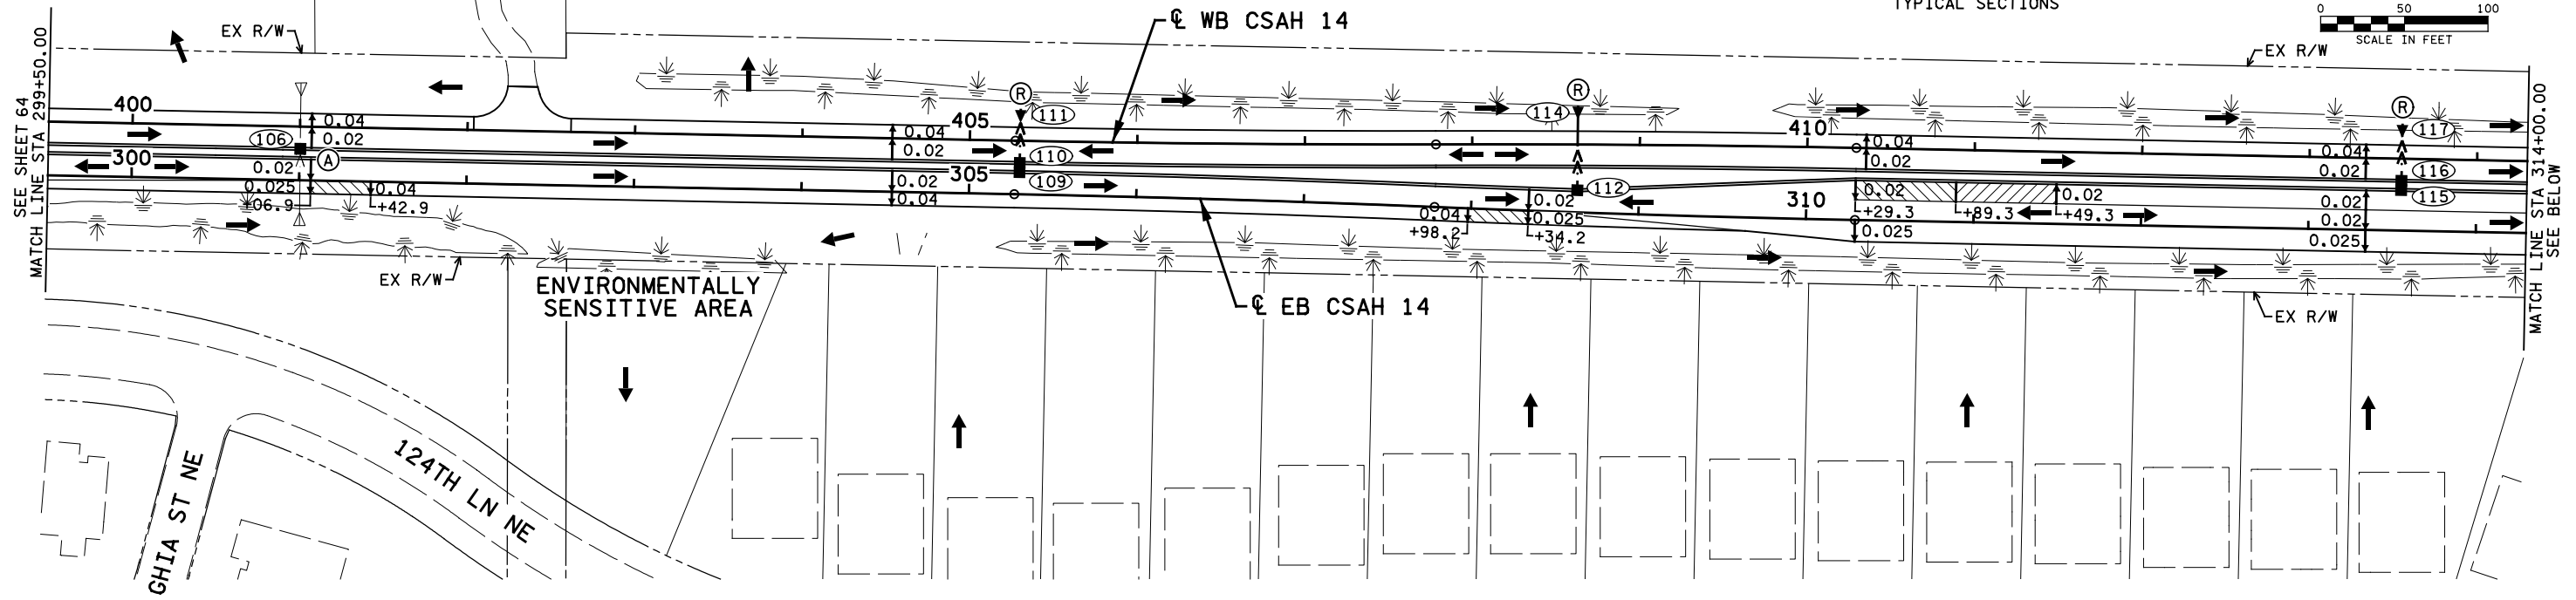 TYPICAL SECTIONS
0 50 100
SCALE IN FEET
SEE SHEET 64
MATCH LINE STA 299+50.00
EX R/W
℄ WB CSAH 14
EX R/W
MATCH LINE STA 314+00.00
SEE BELOW
400
0.04
0.02
106
300
0.02
A
0.025
0.04
+06.9
+42.9
405
0.04
0.02
R
111
110
305
109
0.02
0.04
R
114
112
0.02
0.04
0.025
+98.2
+34.2
410
0.04
0.02
310
0.02
0.02
+29.3
+89.3
+49.3
0.025
R
117
0.04
0.02
116
115
0.02
0.02
0.025
EX R/W
ENVIRONMENTALLY
SENSITIVE AREA
℄ EB CSAH 14
EX R/W
124TH LN NE
GHIA ST NE